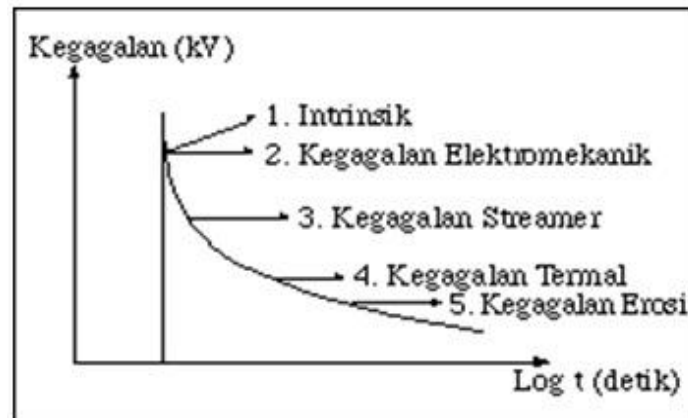 Kegagalan (kV)
1. Intrinsik
2. Kegagalan Elektromekanik
3. Kegagalan Streamer
4. Kegagalan Termal
5. Kegagalan Erosi
Log t (detik)